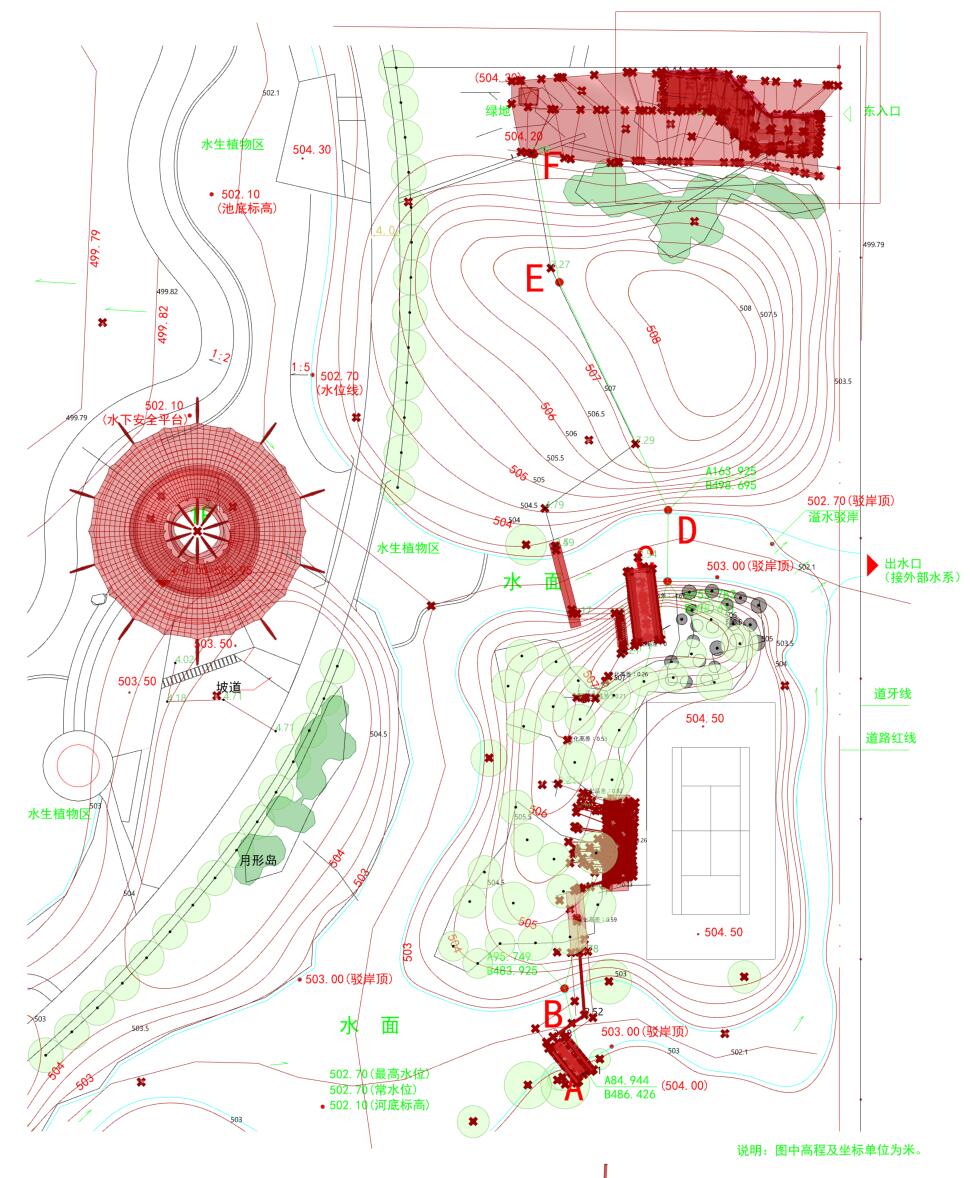 (504.20)
绿地
东入口
502.1
水生植物区
504.30
504.20
F
502.10
(池底标高)
499.79
499.79
E
508
507.5
508
499.82
499.82
1:2
1:5
502.70
(水位线)
507
507
503.5
506
506.5
506
499.79
502.10
(水下安全平台)
505.5
505
505
A163.925
B498.695
504.5
504
504
502.70(驳岸顶)
溢水驳岸
D
水生植物区
503.00(驳岸顶)
502.1
出水口
(接外部水系)
水 面
C
505
503.5
504
503.50
4.02
503.50
坡道
4.18
4.71
4.71
道牙线
504.50
504.5
道路红线
503
水生植物区
506
505.5
月形岛
504
503
504.5
504
505
504
504.50
503
A95.749
B483.925
503
503.00(驳岸顶)
B
503
503.5
水 面
503.00(驳岸顶)
503
502.1
504
503
502.70(最高水位)
502.70(常水位)
502.10(河底标高)
A
A84.944
B486.426
(504.00)
503
说明: 图中高程及坐标单位为米。